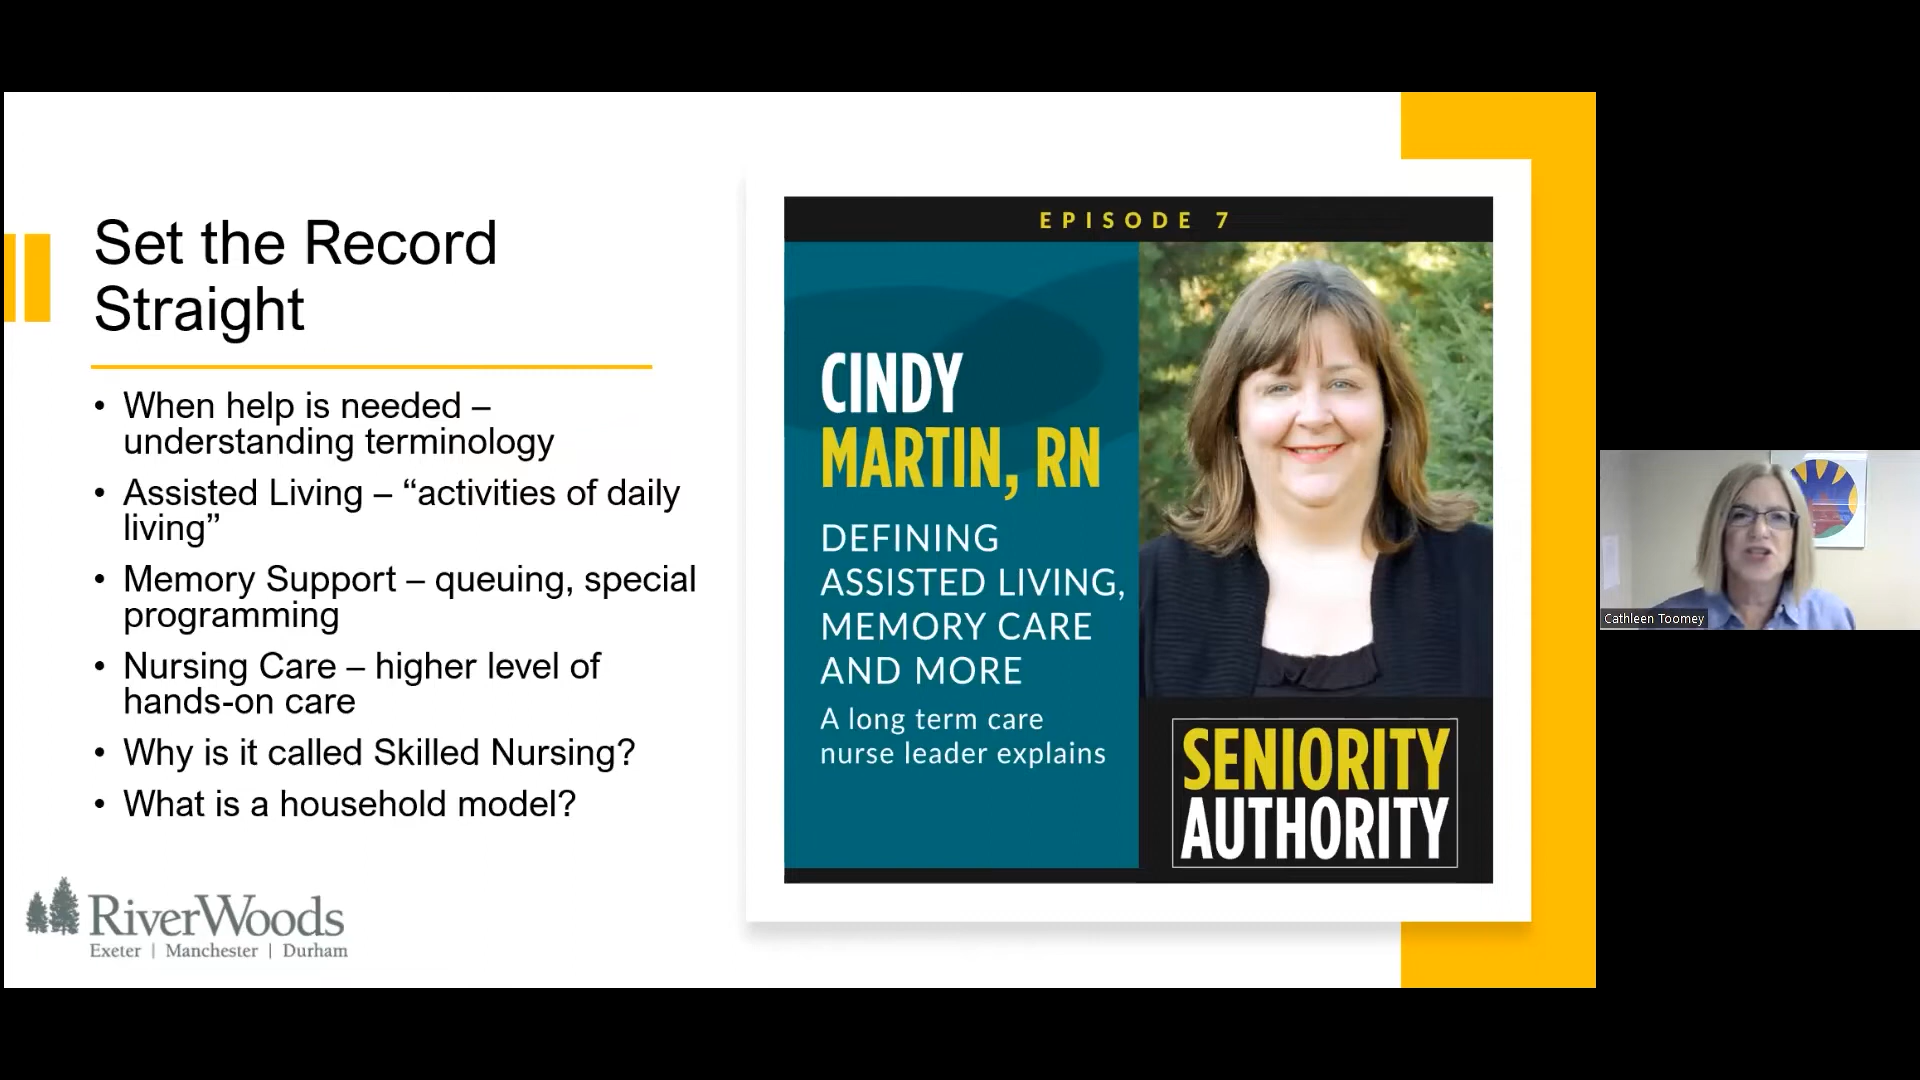 Set the Record
Straight
• When help is needed –
understanding terminology
• Assisted Living – “activities of daily
living”
• Memory Support – queuing, special
programming
• Nursing Care – higher level of
hands-on care
• Why is it called Skilled Nursing?
• What is a household model?
RiverWoods
Exeter | Manchester | Durham
EPISODE 7
CINDY
MARTIN, RN
DEFINING
ASSISTED LIVING,
MEMORY CARE
AND MORE
A long term care
nurse leader explains
SENIORITY
AUTHORITY
Cathleen Toomey